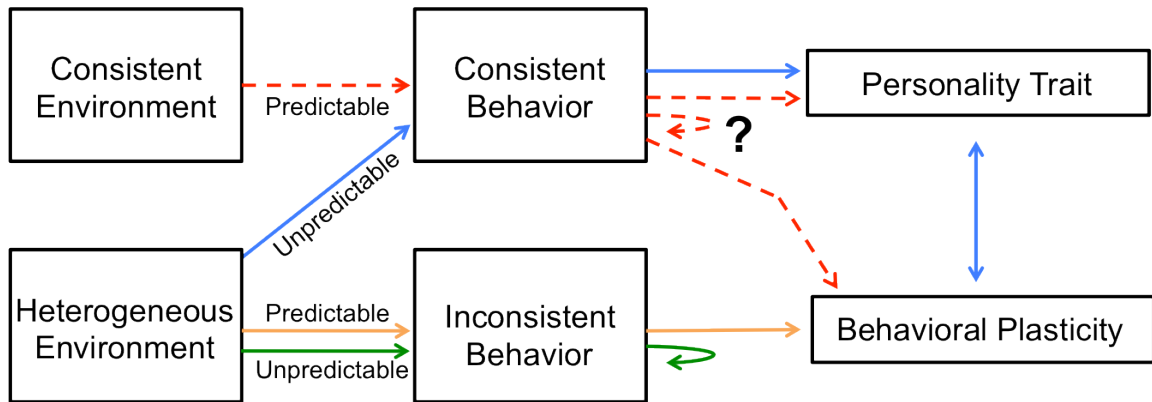 Consistent
Environment
Predictable
Consistent
Behavior
Personality Trait
?
Unpredictable
Heterogeneous
Environment
Predictable
Unpredictable
Inconsistent
Behavior
Behavioral Plasticity